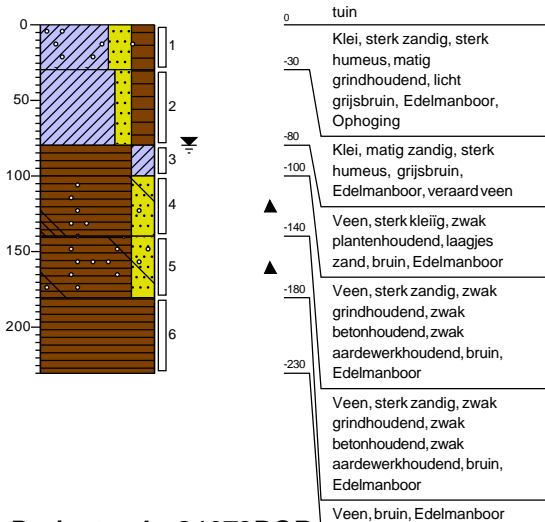 0
50
100
150
200
1
2
3
4
5
6
0
-30
-80
-100
-140
-180
-230
tuin
Klei, sterk zandig, sterk
humeus, matig
grindhoudend, licht
grijsbruin, Edelmanboor,
Ophoging
Klei, matig zandig, sterk
humeus, grijsbruin,
Edelmanboor, veraard veen
Veen, sterk kleiïg, zwak
plantenhoudend, laagjes
zand, bruin, Edelmanboor
Veen, sterk zandig, zwak
grindhoudend, zwak
betonhoudend, zwak
aardewerkhoudend, bruin,
Edelmanboor
Veen, sterk zandig, zwak
grindhoudend, zwak
betonhoudend, zwak
aardewerkhoudend, bruin,
Edelmanboor
Veen, bruin, Edelmanboor